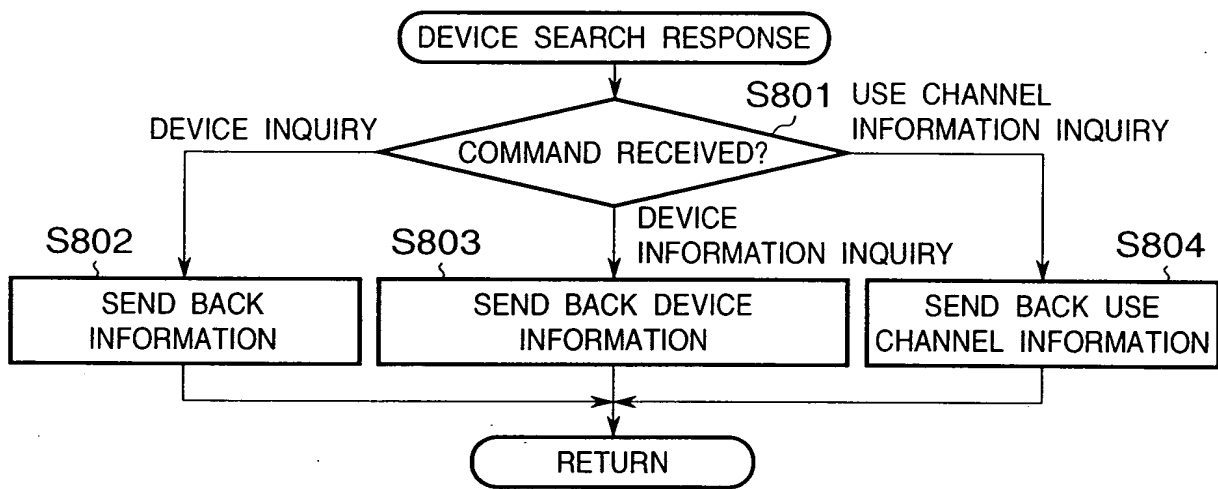 DEVICE SEARCH RESPONSE
S801
USE CHANNEL
INFORMATION INQUIRY
DEVICE INQUIRY
COMMAND RECEIVED?
DEVICE
INFORMATION INQUIRY
S802
S803
S804
SEND BACK
INFORMATION
SEND BACK DEVICE
INFORMATION
SEND BACK USE
CHANNEL INFORMATION
RETURN